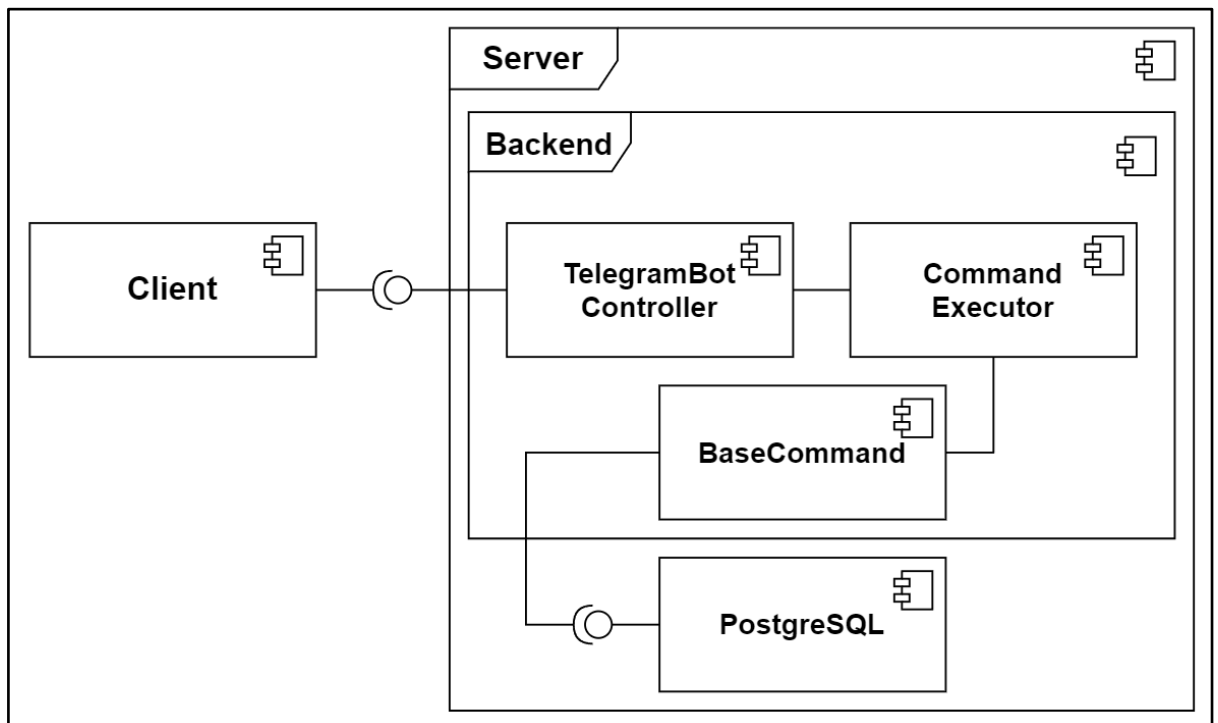 Server
Backend
Client
TelegramBot
Controller
Command
Executor
BaseCommand
PostgreSQL